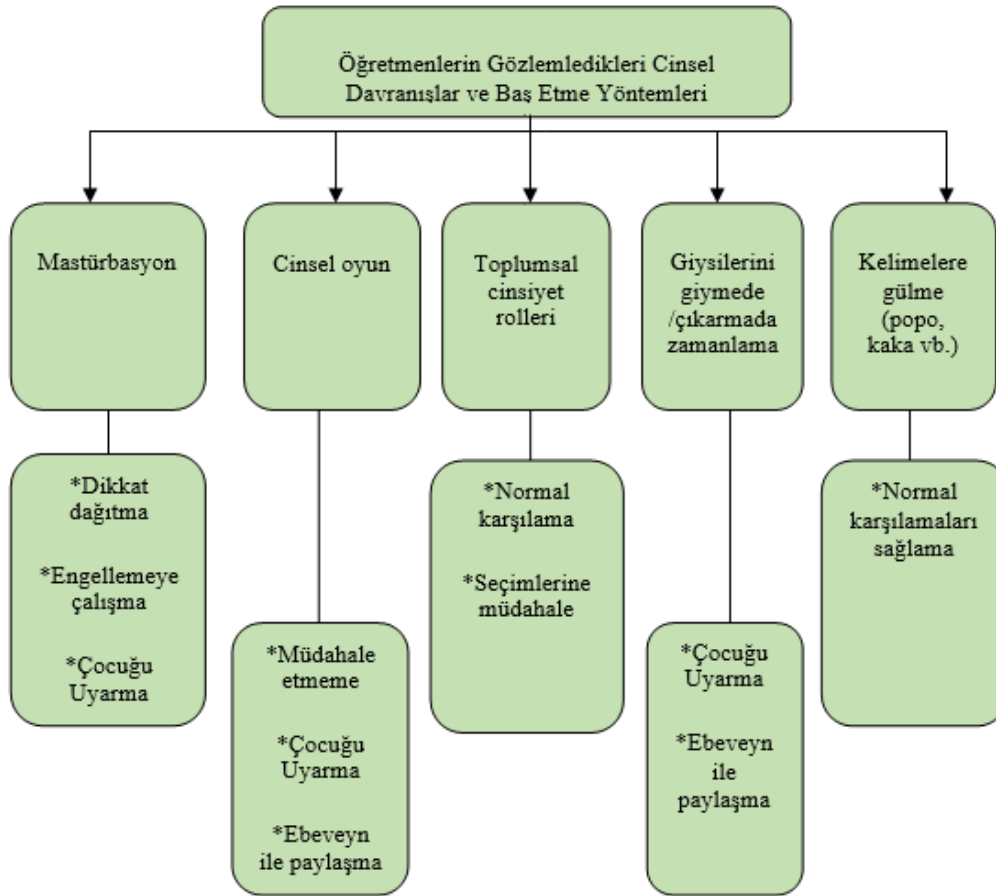 Öğretmenlerin Gözlemledikleri Cinsel
Davranışlar ve Baş Etme Yöntemleri
Mastürbasyon
Cinsel oyun
Toplumsal
cinsiyet
rolleri
Giysilerini
giymede
/çıkarmada
zamanlama
Kelimelere
gülme
(popo,
kaka vb.)
*Dikkat
dağıtma
*Engellemeye
çalışma
*Çocuğu
Uyarma
*Müdahale
etmeme
*Çocuğu
Uyarma
*Ebeveyn
ile paylaşma
*Normal
karşılama
*Seçimlerine
müdahale
*Çocuğu
Uyarma
*Ebeveyn
ile
paylaşma
*Normal
karşılamaları
sağlama